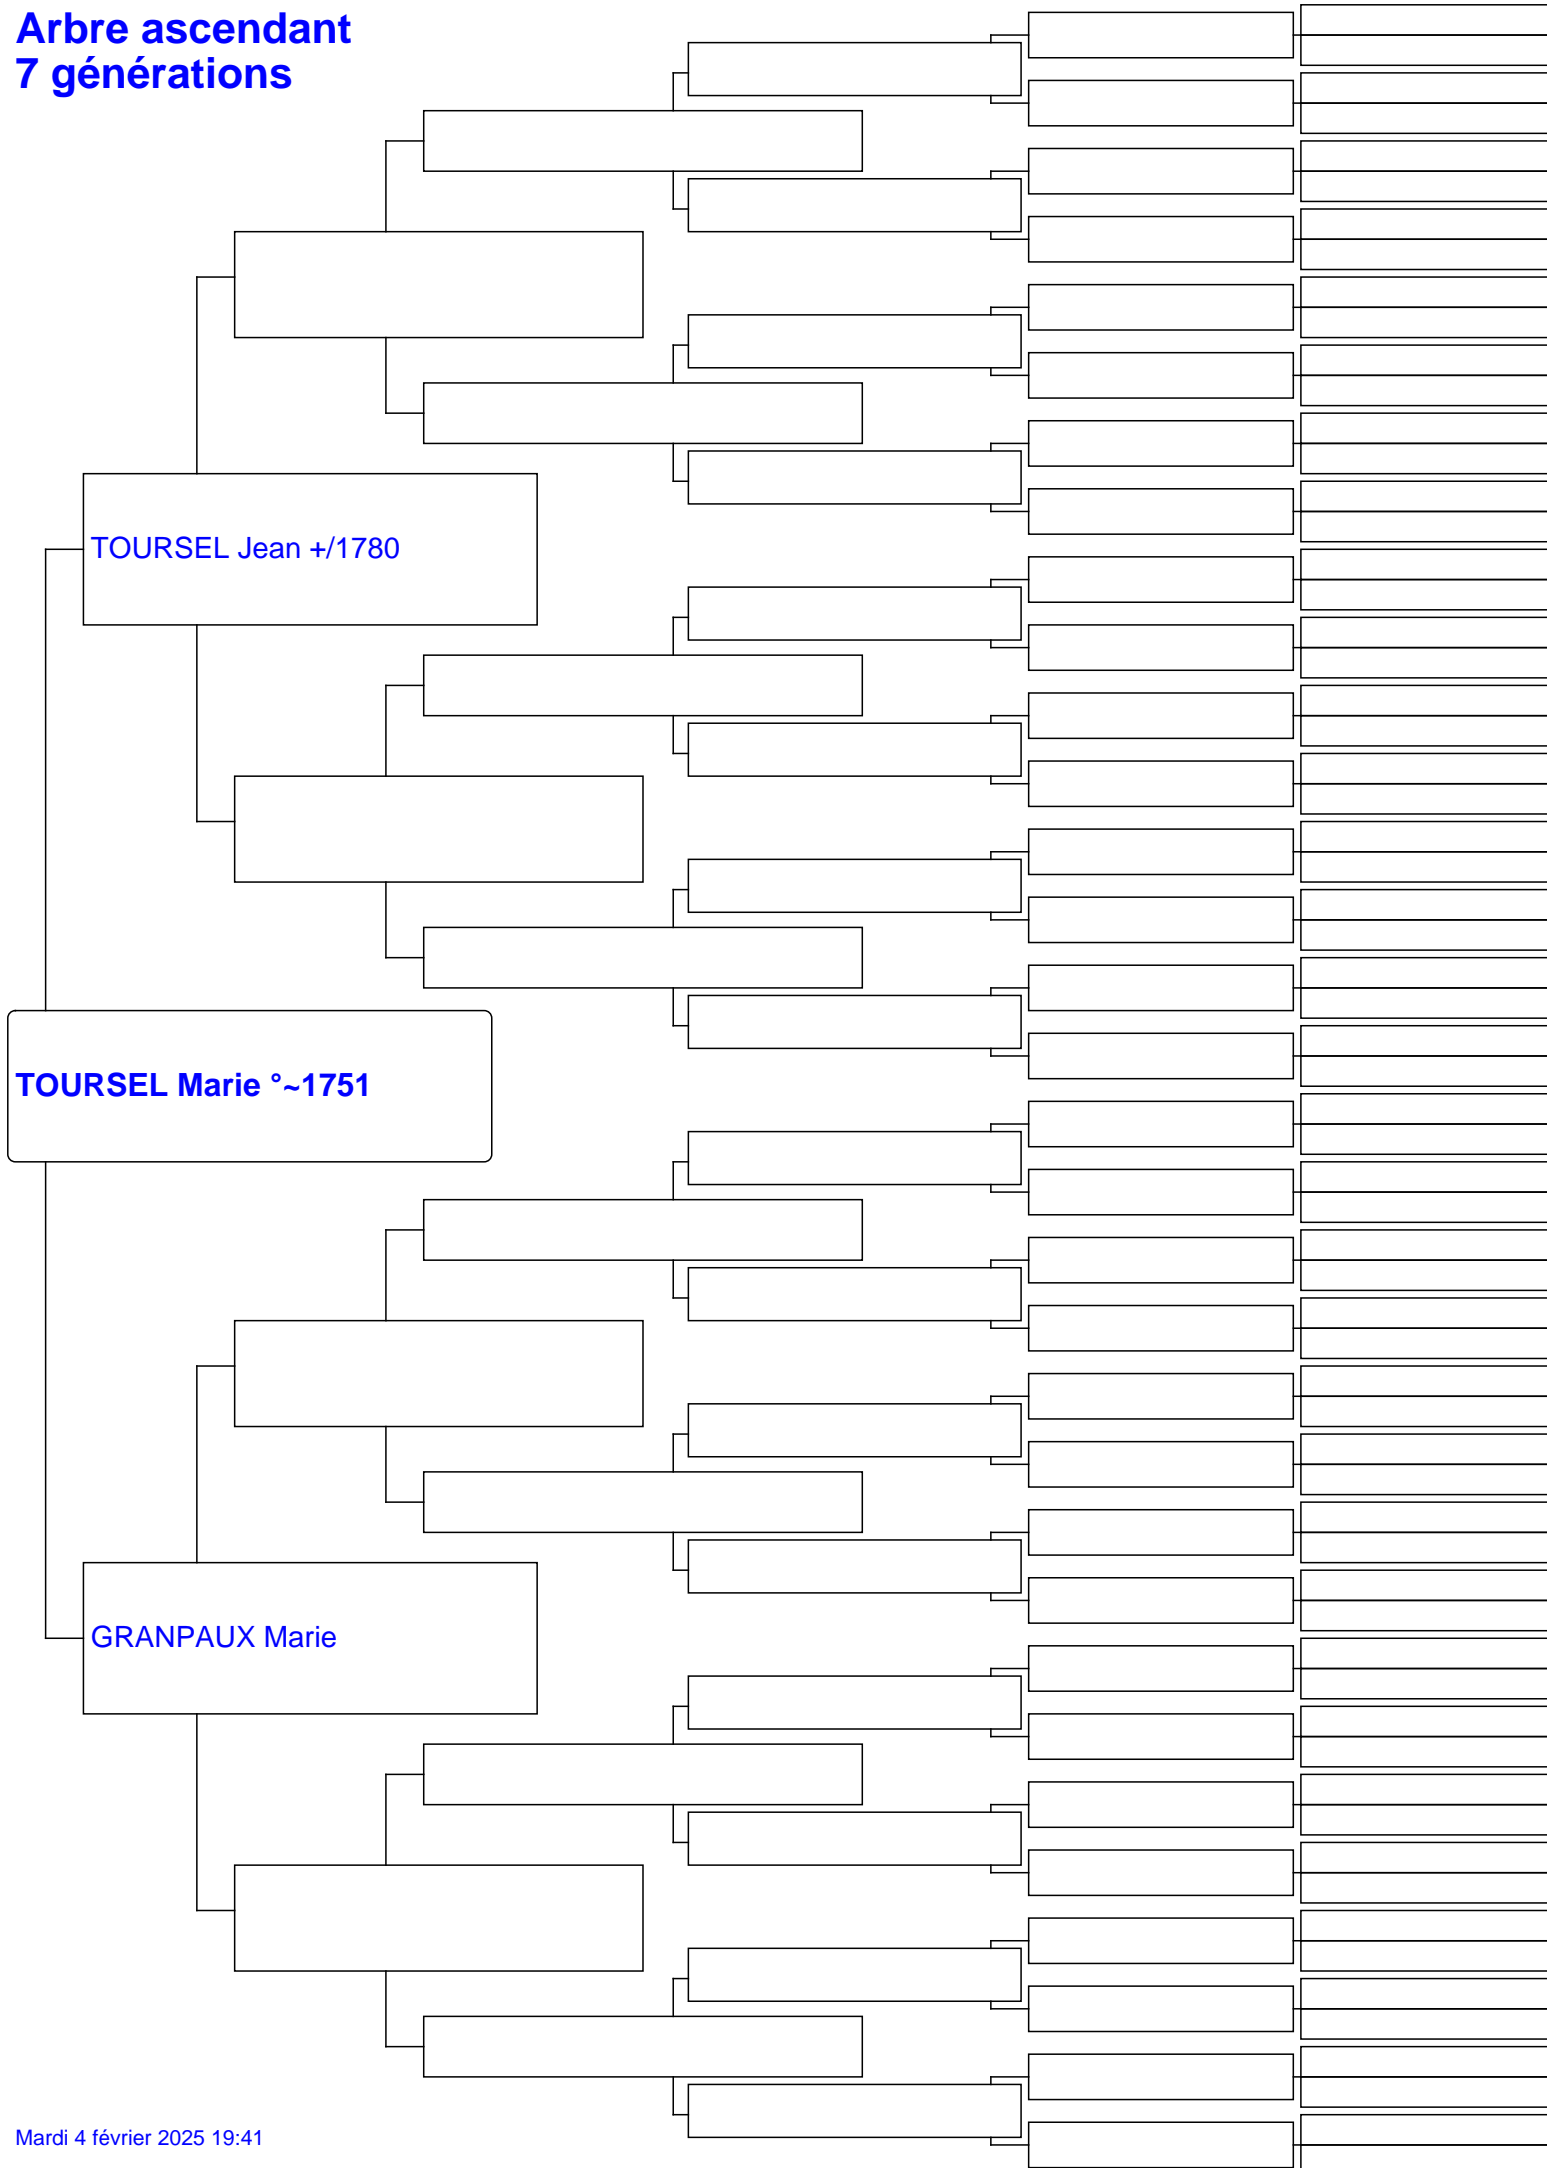 Arbre ascendant
7 générations
TOURSEL Jean +/1780
TOURSEL Marie °~1751
GRANPAUX Marie
Mardi 4 février 2025 19:41